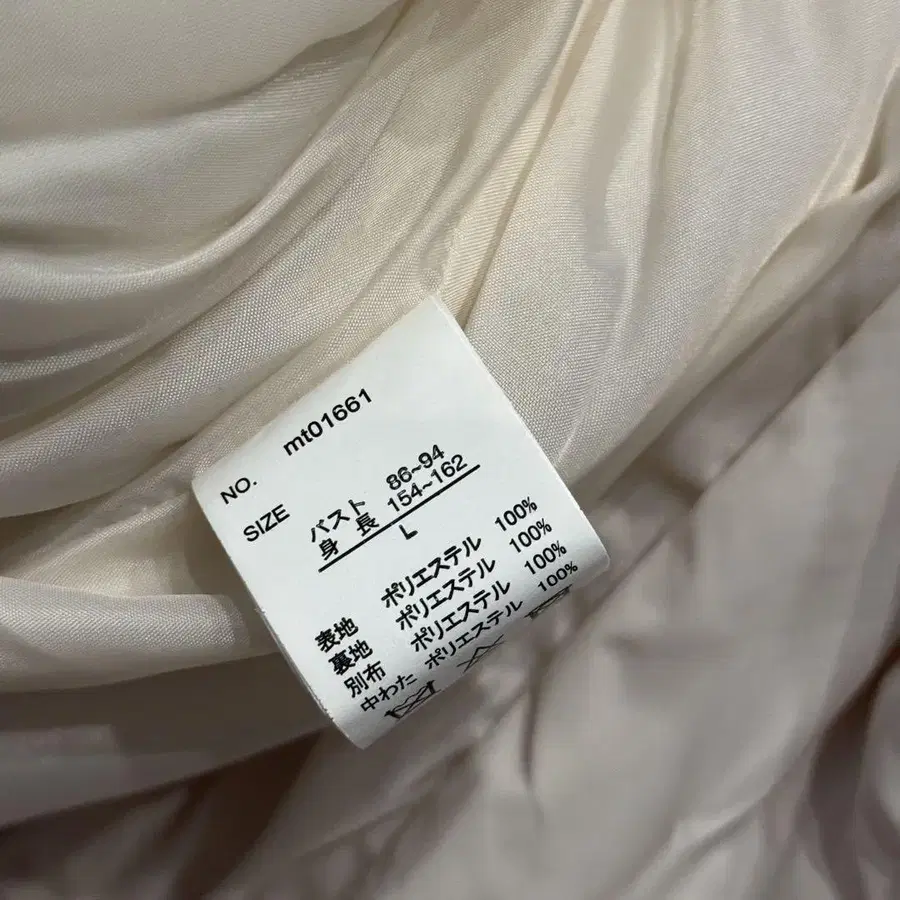 NO. mt01661
SIZE バスト 86~94
身 長 154~162
L
表地 ポリエステル 100%
裏地 ポリエステル 100%
別布 ポリエステル 100%
中わた ポリエステル 100%